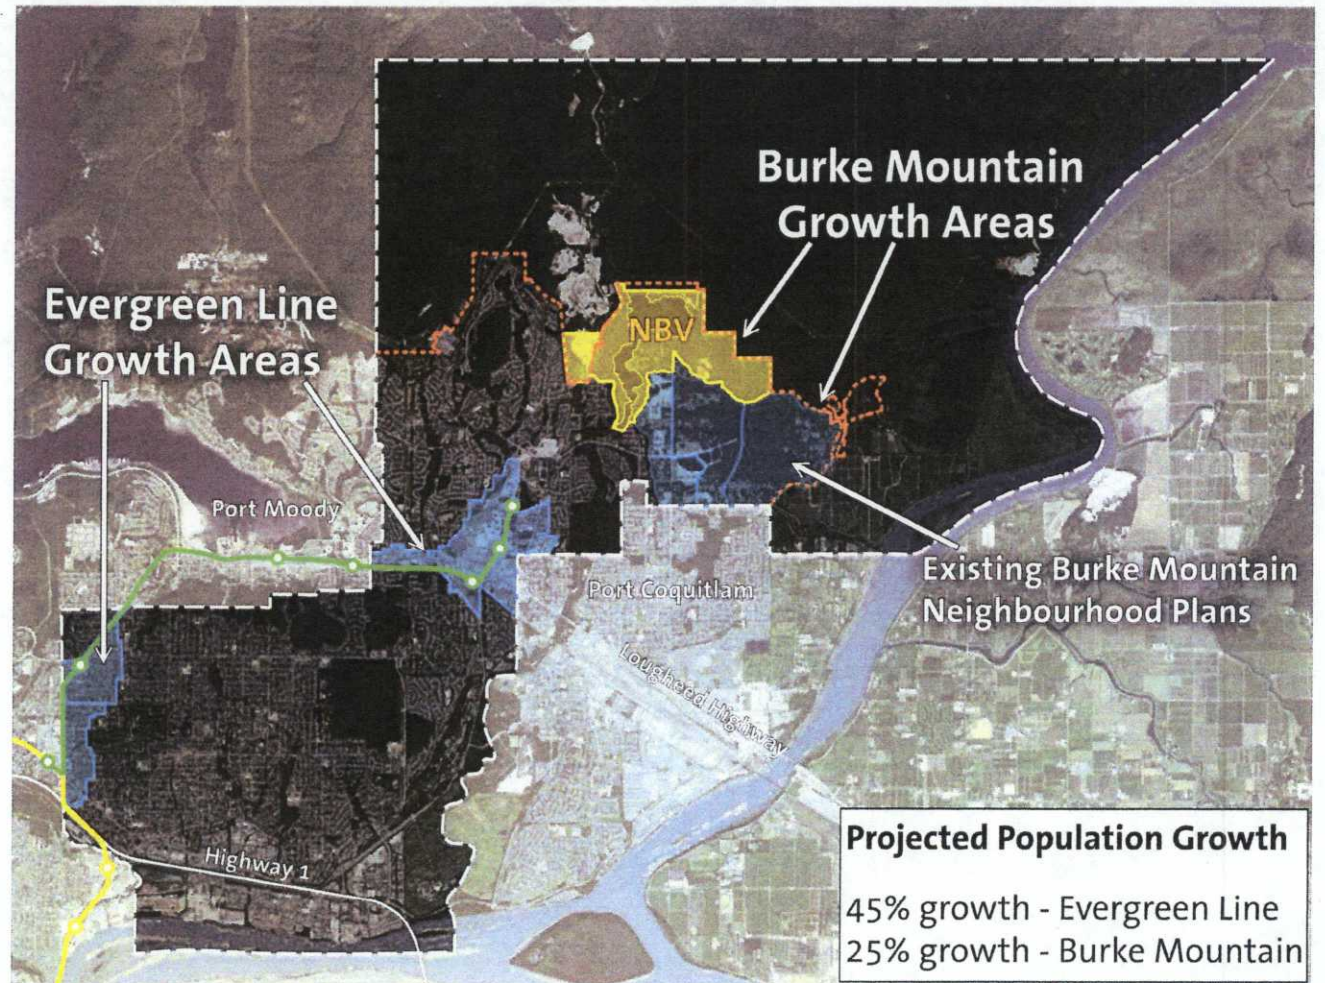 Burke Mountain
Growth Areas
Evergreen Line
Growth Areas
NBV
Port Moody
Existing Burke Mountain
Neighbourhood Plans
Port Coquitlam
Lougheed Highway
Highway 1
Projected Population Growth
45% growth - Evergreen Line
25% growth - Burke Mountain